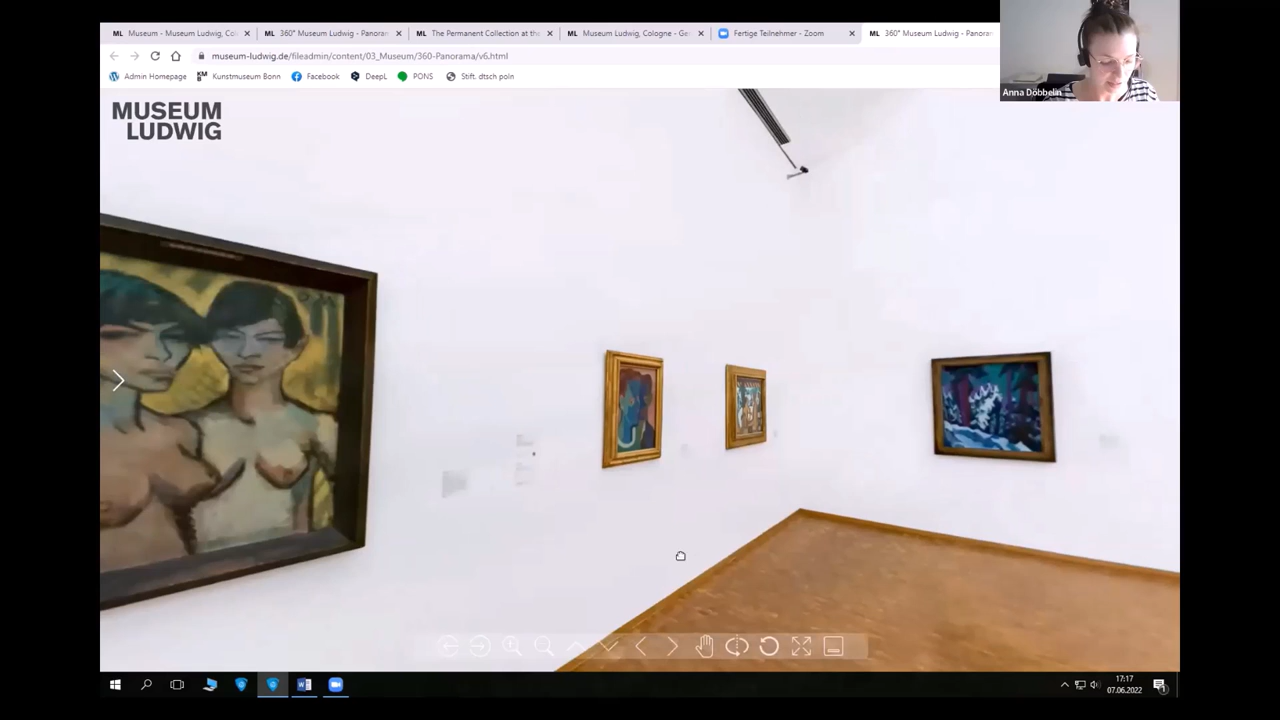 ML Museum - Museum Ludwig, Co
ML 360° Museum Ludwig - Panoram
ML The Permanent Collection at the
ML Museum Ludwig, Cologne - Ge
Fertige Teilnehmer - Zoom
ML 360° Museum Ludwig - Panoram
museum-ludwig.de/fileadmin/content/03_Museum/360-Panorama/v6.html
Admin Homepage
KM Kunstmuseum Bonn
Facebook
DeepL
PONS
Stift. dtsch poln
Anna Döbbelin
MUSEUM
LUDWIG
17:17
07.06.2022